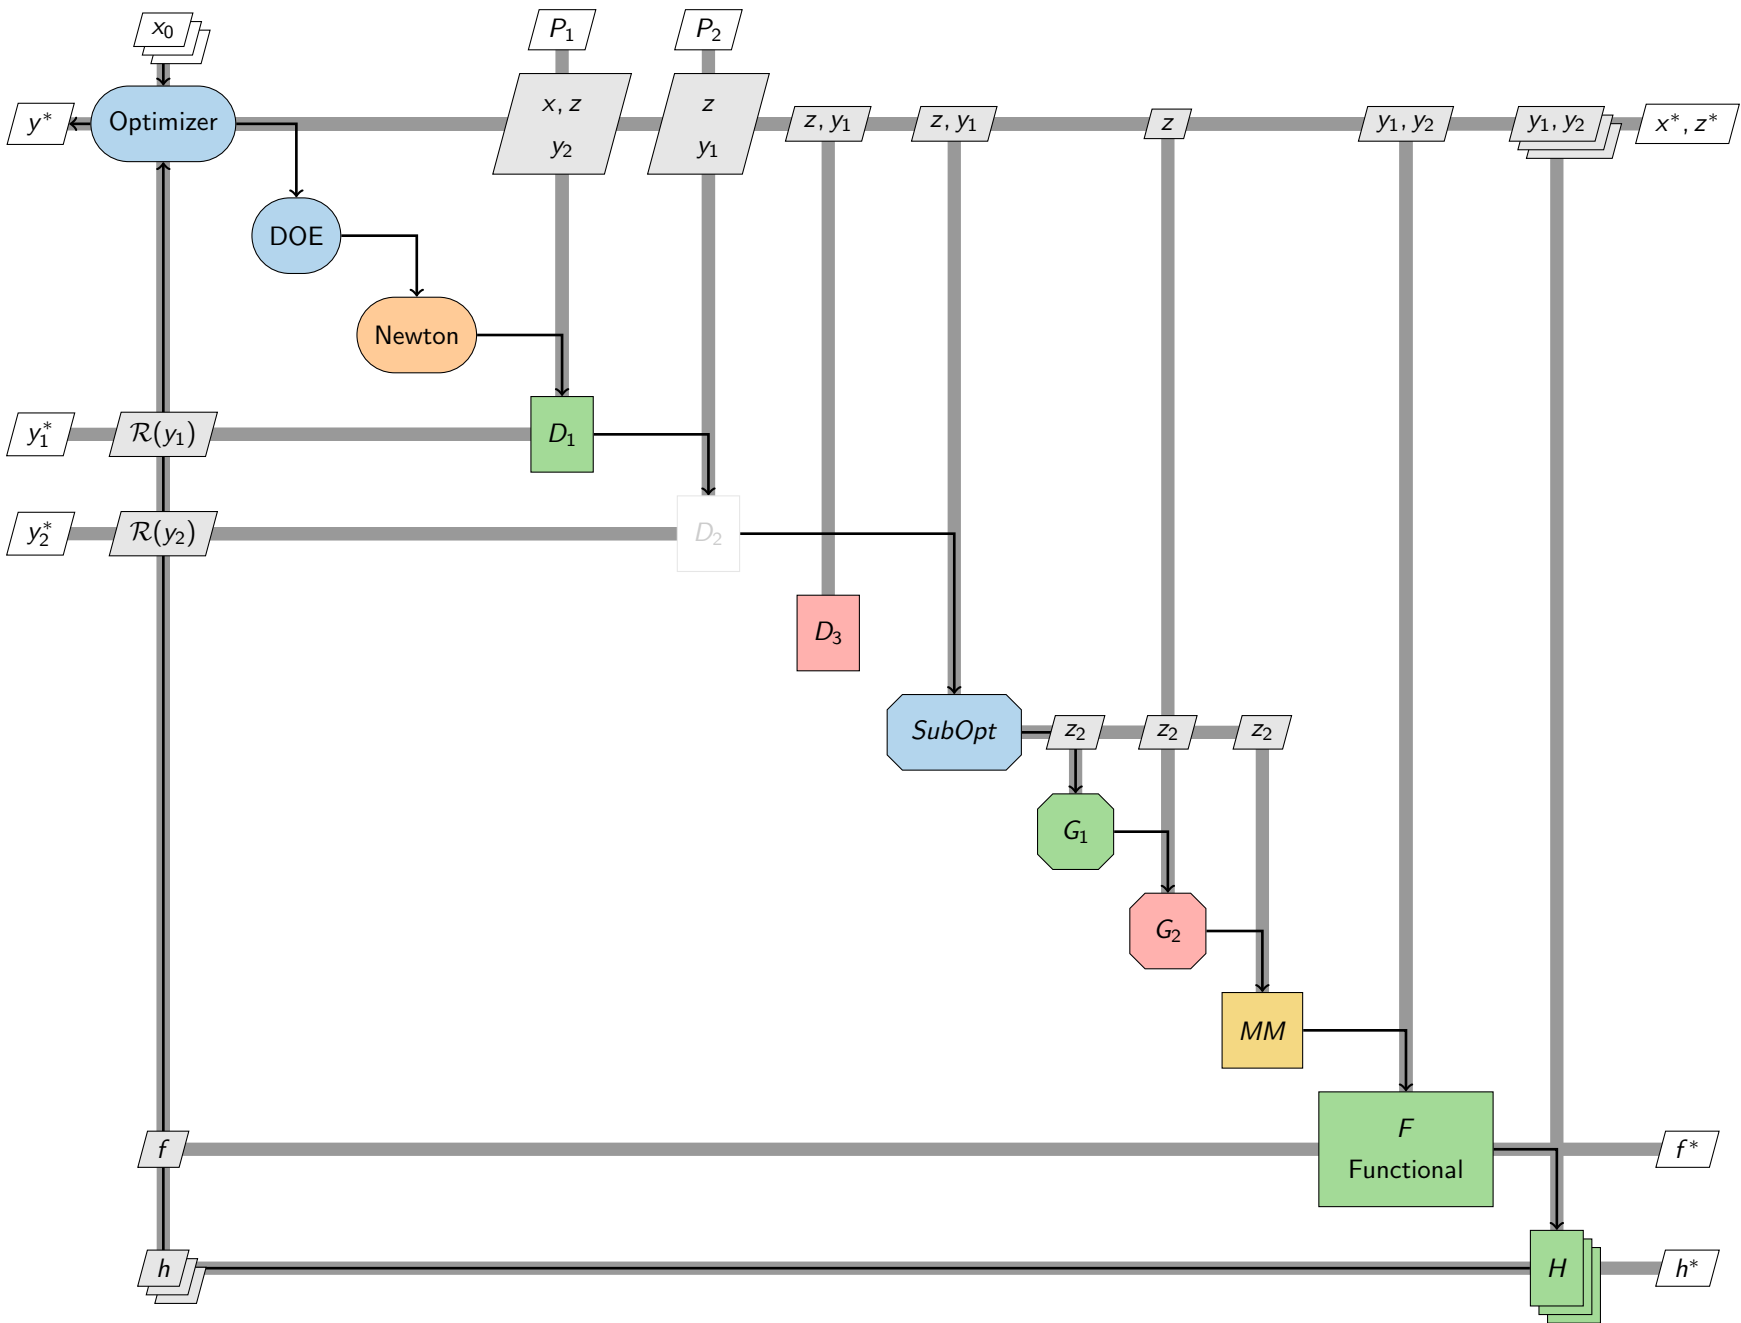 x₀
P₁
P₂
y*
Optimizer
x, z
y₂
z
y₁
z, y₁
z, y₁
z
y₁, y₂
y₁, y₂
x*, z*
DOE
Newton
y₁*
ℛ(y₁)
D₁
y₂*
ℛ(y₂)
D₂
D₃
SubOpt
z₂
z₂
z₂
G₁
G₂
MM
f
F
Functional
f*
h
H
h*